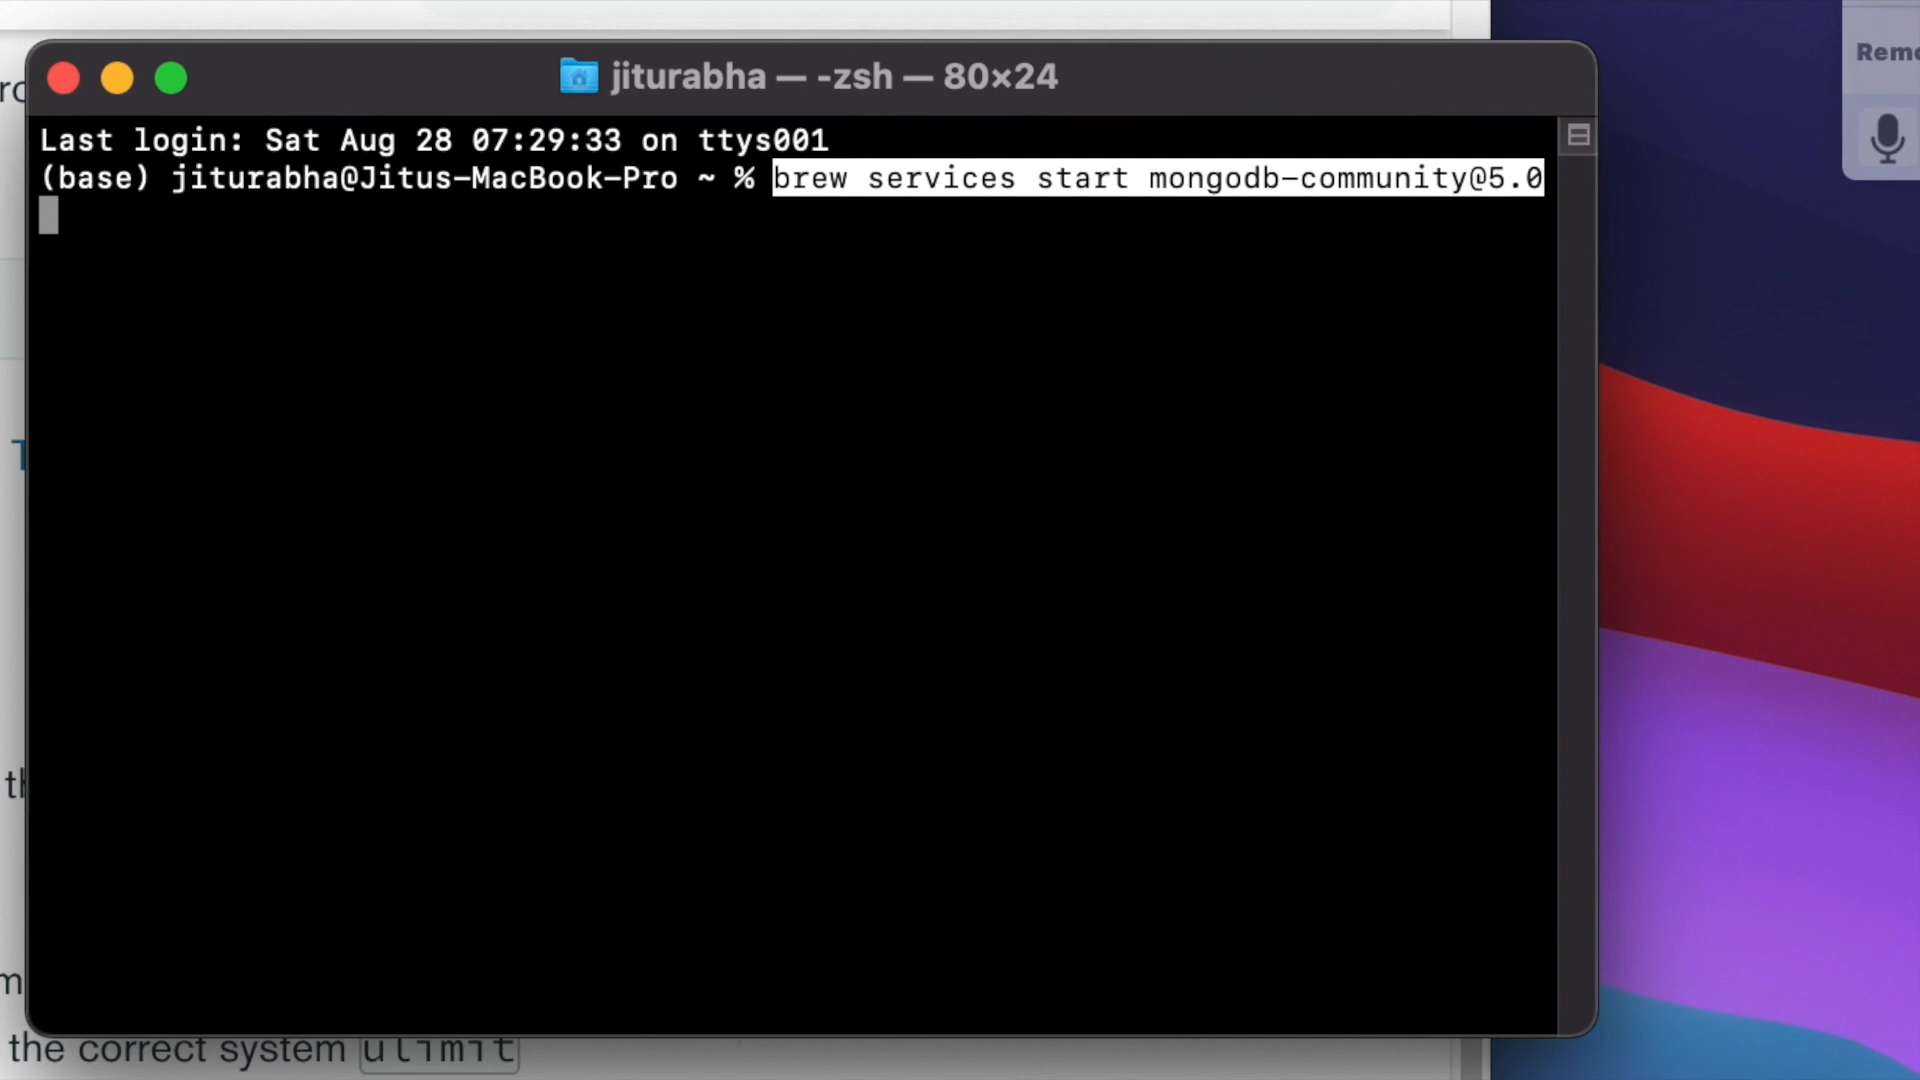 jiturabha — -zsh — 80×24
Last login: Sat Aug 28 07:29:33 on ttys001
(base) jiturabha@Jitus-MacBook-Pro ~ % brew services start mongodb-community@5.0
the correct system ulimit